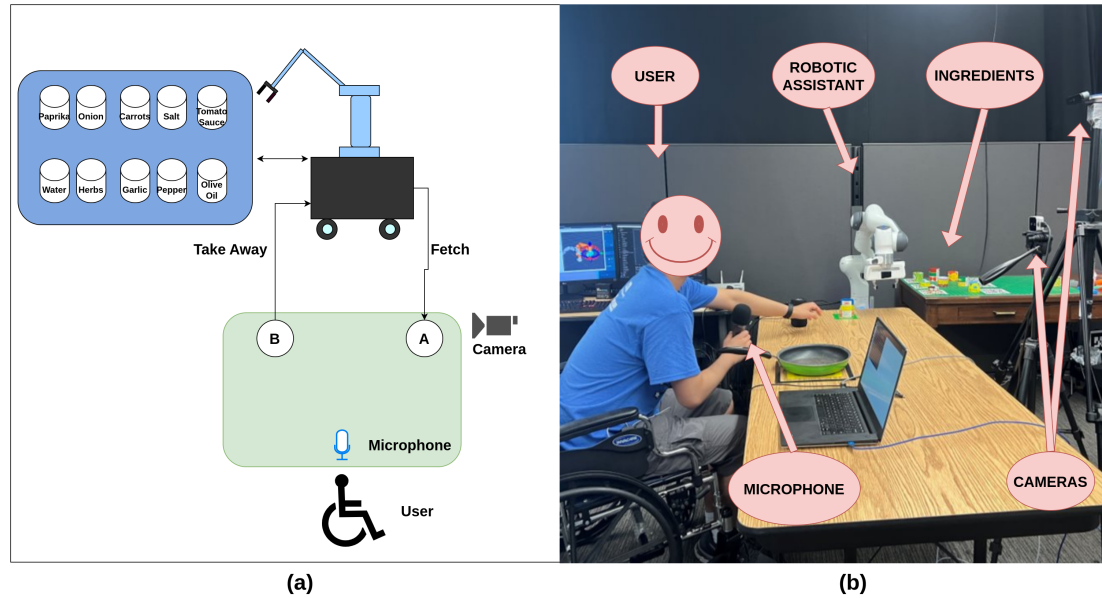 Paprika
Onion
Carrots
Salt
Tomato
Sauce
Water
Herbs
Garlic
Pepper
Olive
Oil
Take Away
Fetch
B
A
Camera
Microphone
User
(a)
USER
ROBOTIC
ASSISTANT
INGREDIENTS
MICROPHONE
CAMERAS
(b)